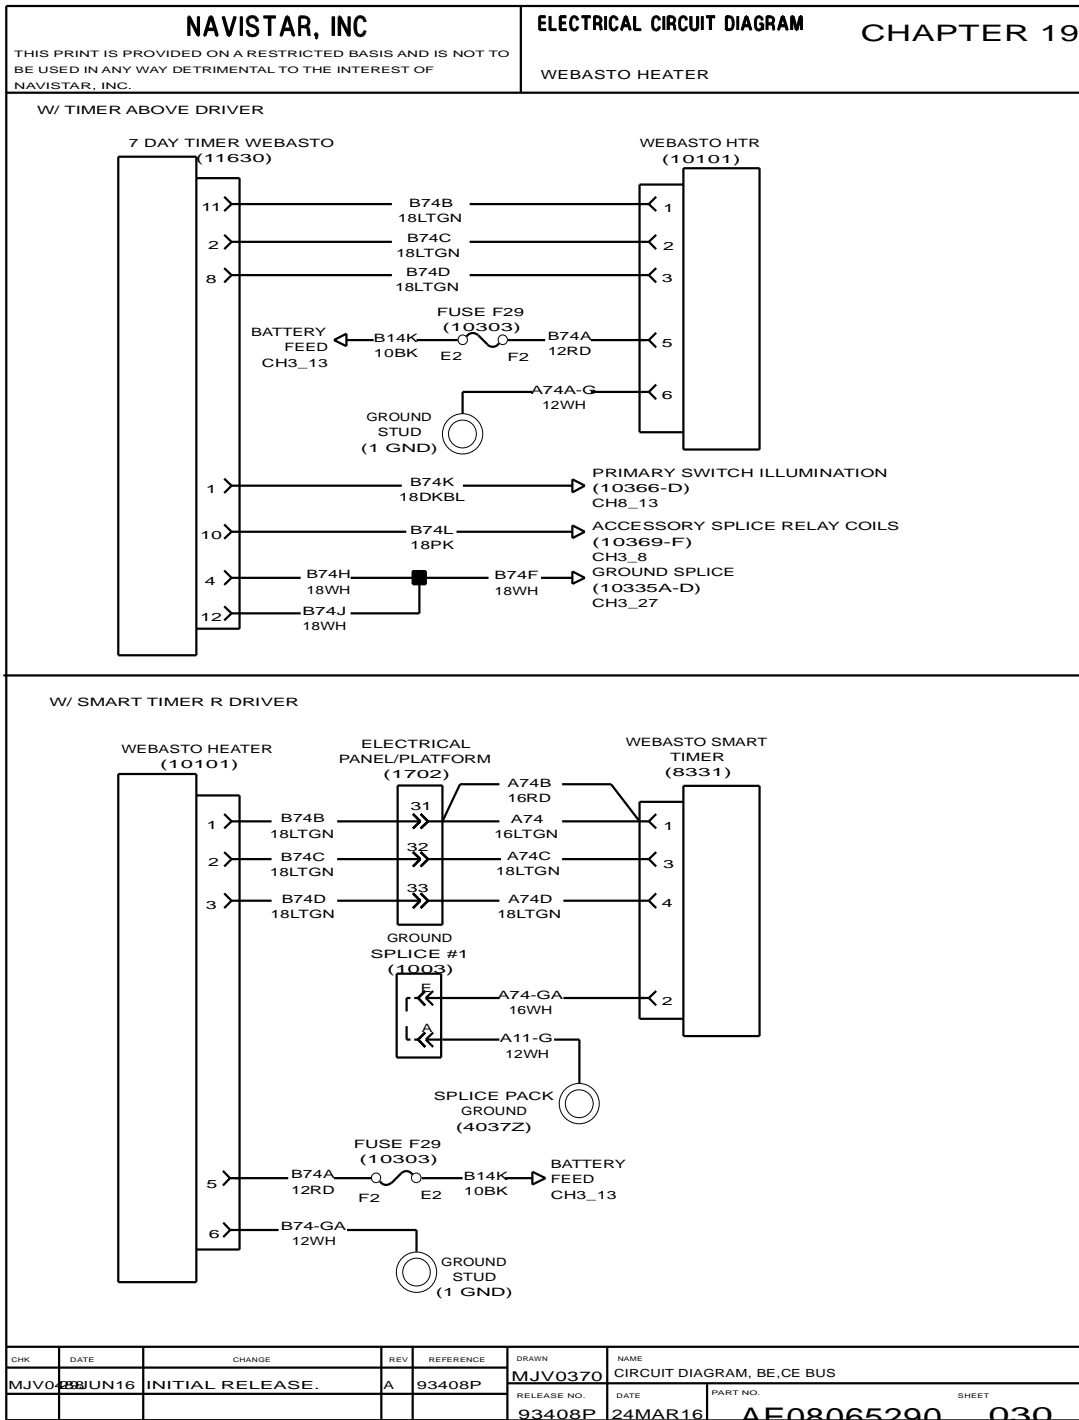 NAVISTAR, INC
THIS PRINT IS PROVIDED ON A RESTRICTED BASIS AND IS NOT TO
BE USED IN ANY WAY DETRIMENTAL TO THE INTEREST OF
NAVISTAR, INC.
ELECTRICAL CIRCUIT DIAGRAM
CHAPTER 19
WEBASTO HEATER
W/ TIMER ABOVE DRIVER
7 DAY TIMER WEBASTO
(11630)
WEBASTO HTR
(10101)
11
B74B
18LTGN
1
2
B74C
18LTGN
2
8
B74D
18LTGN
3
FUSE F29
(10303)
BATTERY
FEED
CH3_13
B14K
10BK
E2
F2
B74A
12RD
5
A74A-G
12WH
6
GROUND
STUD
(1 GND)
1
B74K
18DKBL
PRIMARY SWITCH ILLUMINATION
(10366-D)
CH8_13
10
B74L
18PK
ACCESSORY SPLICE RELAY COILS
(10369-F)
CH3_8
4
B74H
18WH
B74F
18WH
GROUND SPLICE
(10335A-D)
CH3_27
12
B74J
18WH
W/ SMART TIMER R DRIVER
WEBASTO HEATER
(10101)
ELECTRICAL
PANEL/PLATFORM
(1702)
WEBASTO SMART
TIMER
(8331)
A74B
16RD
1
B74B
18LTGN
31
A74
16LTGN
1
2
B74C
18LTGN
32
A74C
18LTGN
3
3
B74D
18LTGN
33
A74D
18LTGN
4
GROUND
SPLICE #1
(1003)
E
A74-GA
16WH
2
A
A11-G
12WH
SPLICE PACK
GROUND
(4037Z)
FUSE F29
(10303)
5
B74A
12RD
F2
E2
B14K
10BK
BATTERY
FEED
CH3_13
6
B74-GA
12WH
GROUND
STUD
(1 GND)
CHK DATE CHANGE REV REFERENCE
INITIAL RELEASE. A 93408P
DRAWN
MJV0370
NAME
CIRCUIT DIAGRAM, BE,CE BUS
RELEASE NO.
93408P
DATE
24MAR16
PART NO.
AE08065290
SHEET
030